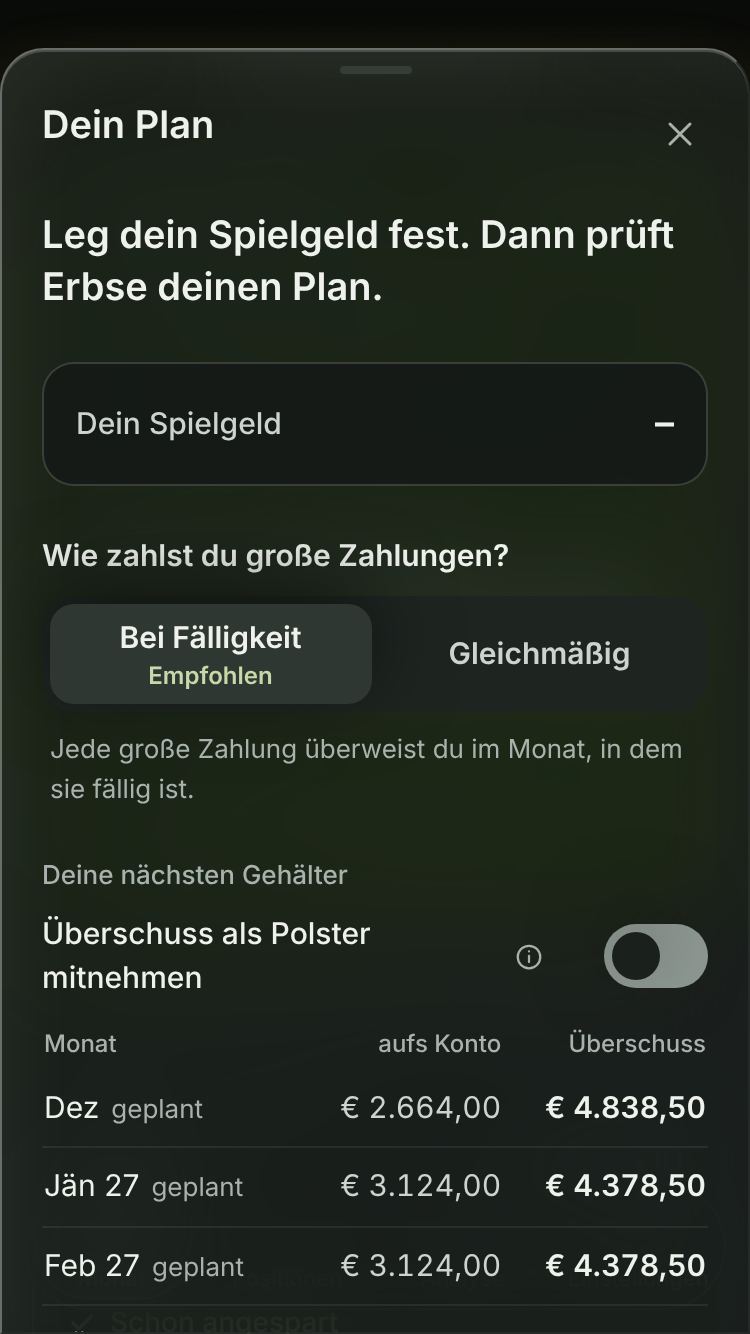 Dein Plan
Leg dein Spielgeld fest. Dann prüft
Erbse deinen Plan.
Dein Spielgeld –
Wie zahlst du große Zahlungen?
Bei Fälligkeit
Empfohlen
Gleichmäßig
Jede große Zahlung überweist du im Monat, in dem
sie fällig ist.
Deine nächsten Gehälter
Überschuss als Polster
mitnehmen
Monat aufs Konto Überschuss
Dez geplant € 2.664,00 € 4.838,50
Jän 27 geplant € 3.124,00 € 4.378,50
Feb 27 geplant € 3.124,00 € 4.378,50
Schon angespart